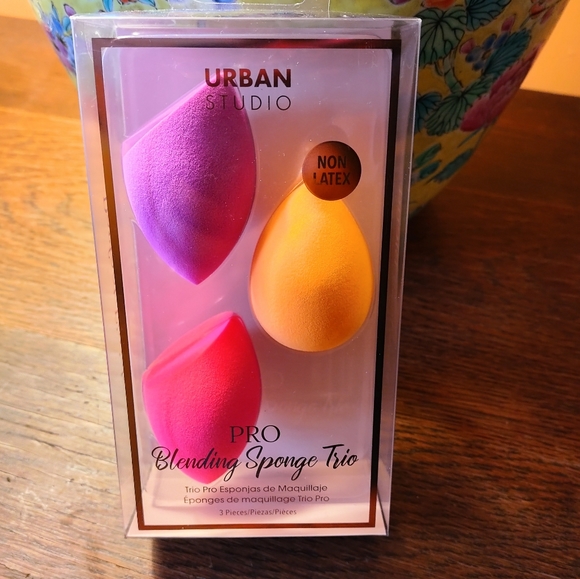 URBAN
STUDIO
NON
LATEX
PRO
Blending Sponge Trio
Trio Pro Esponjas de Maquillaje
Éponges de maquillage Trio Pro
3 Pieces/Piezas/Pièces